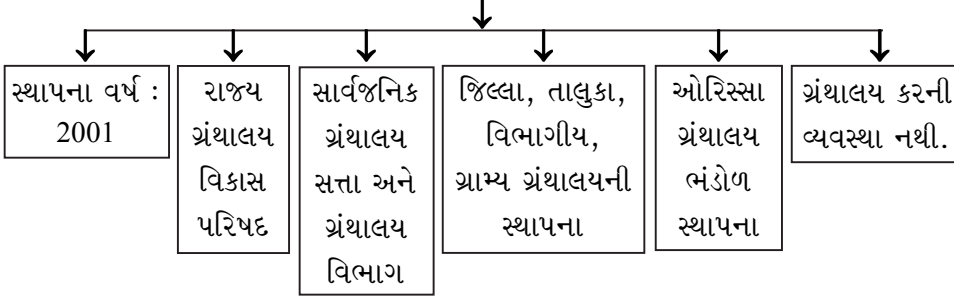 સ્થાપના વર્ષ :
2001
રાજય
ગ્રંથાલય
વિકાસ
પરિષદ
સાર્વજનિક
ગ્રંથાલય
સત્તા અને
ગ્રંથાલય
વિભાગ
જિલ્લા, તાલુકા,
વિભાગીય,
ગ્રામ્ય ગ્રંથાલયની
સ્થાપના
ઓરિસ્સા
ગ્રંથાલય
ભંડોળ
સ્થાપના
ગ્રંથાલય કરની
વ્યવસ્થા નથી.